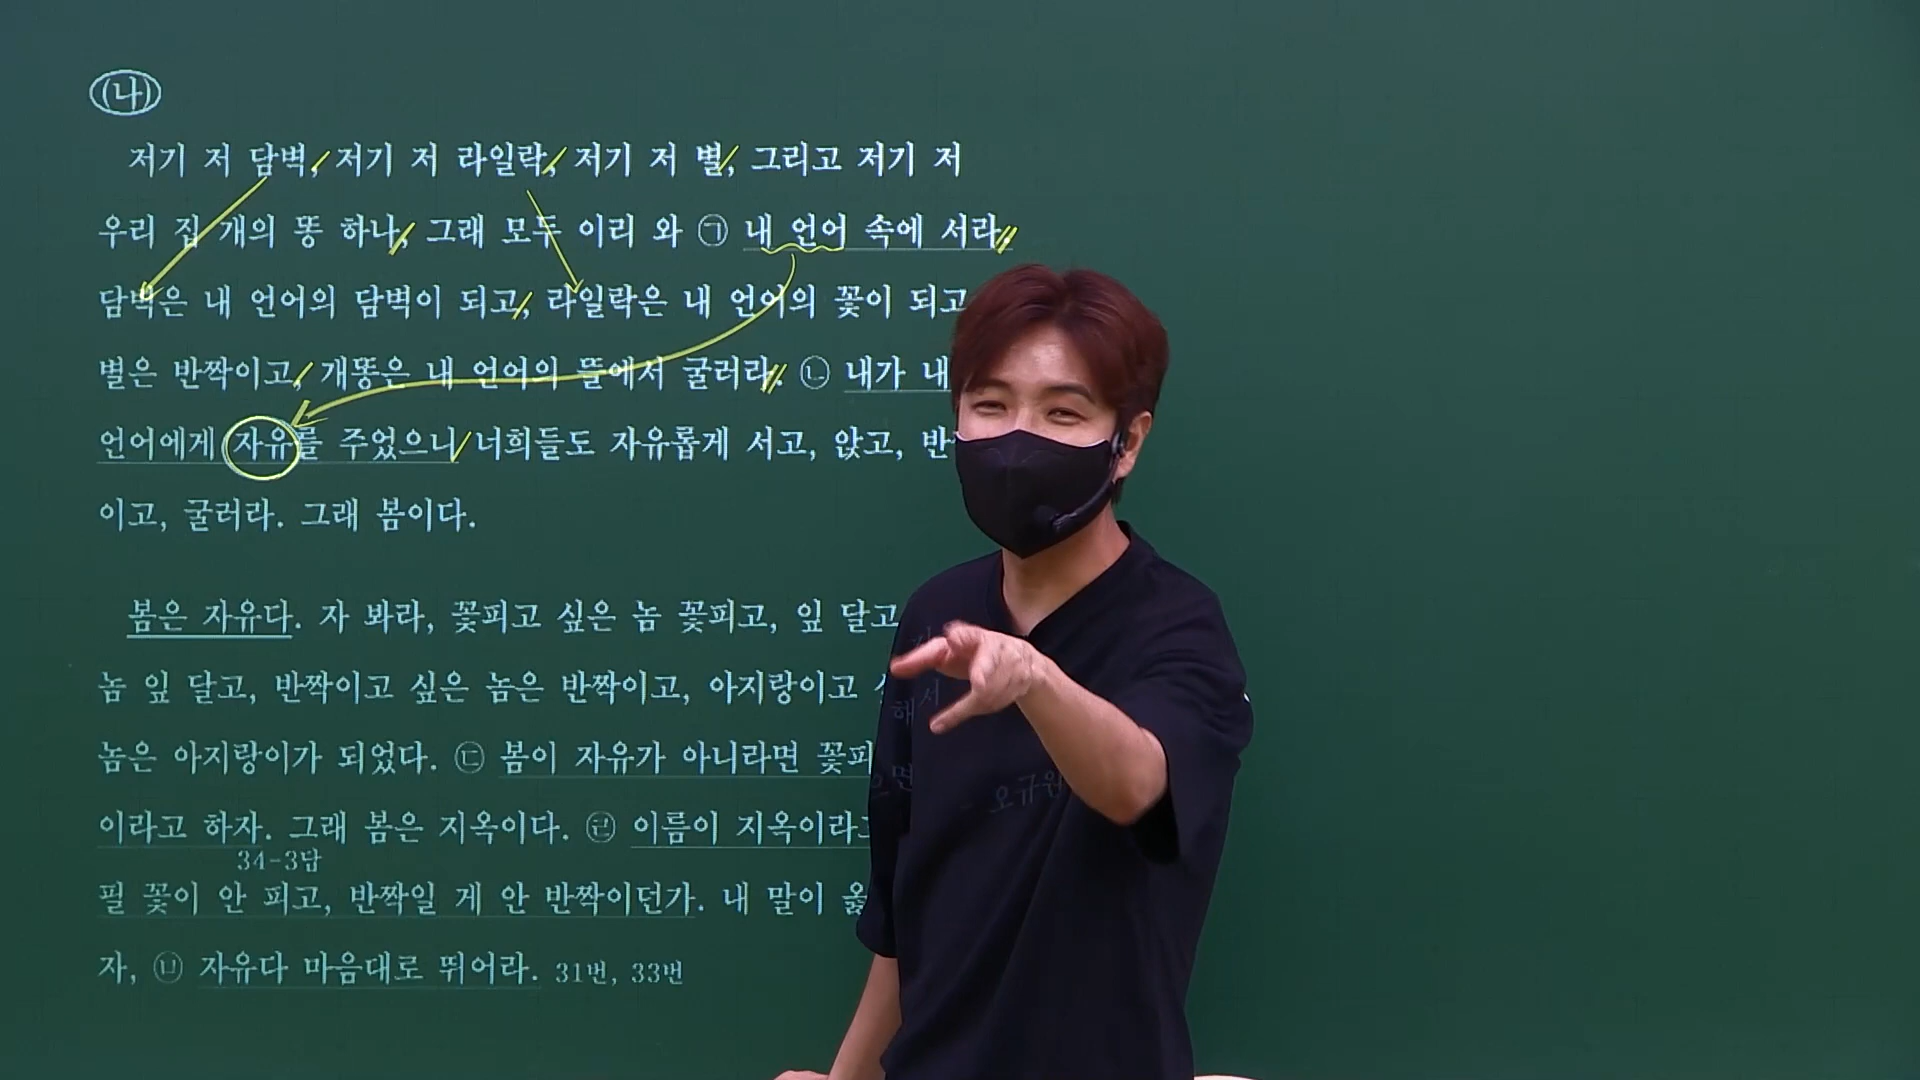 (나)
저기 저 담벽, 저기 저 라일락, 저기 저 별, 그리고 저기 저
우리 집 개의 똥 하나, 그래 모두 이리 와 ㉠ 내 언어 속에 서라.
담벽은 내 언어의 담벽이 되고, 라일락은 내 언어의 꽃이 되고
별은 반짝이고, 개똥은 내 언어의 뜰에서 굴러라. ㉡ 내가 내
언어에게 자유를 주었으니 너희들도 자유롭게 서고, 앉고, 반
이고, 굴러라. 그래 봄이다.
봄은 자유다. 자 봐라, 꽃피고 싶은 놈 꽃피고, 잎 달고
놈 잎 달고, 반짝이고 싶은 놈은 반짝이고, 아지랑이고
놈은 아지랑이가 되었다. ㉢ 봄이 자유가 아니라면 꽃피
해서
이라고 하자. 그래 봄은 지옥이다. ㉣ 이름이 지옥이라고
34-3답
필 꽃이 안 피고, 반짝일 게 안 반짝이던가. 내 말이 옳
으면
- 오규원
자, ㉤ 자유다 마음대로 뛰어라. 31번, 33번